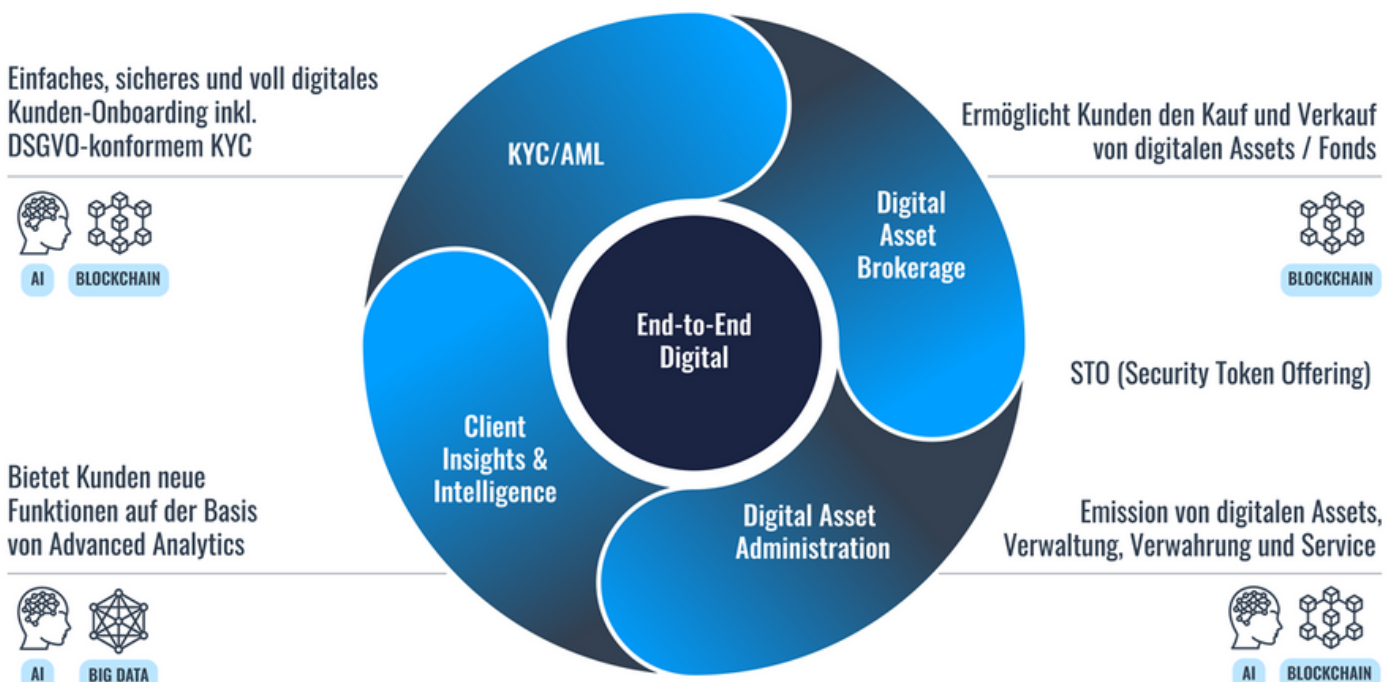 Einfaches, sicheres und voll digitales
Kunden-Onboarding inkl.
DSGVO-konformem KYC
AI
BLOCKCHAIN
KYC/AML
Ermöglicht Kunden den Kauf und Verkauf
von digitalen Assets / Fonds
BLOCKCHAIN
Digital
Asset
Brokerage
End-to-End
Digital
STO (Security Token Offering)
Client
Insights &
Intelligence
Bietet Kunden neue
Funktionen auf der Basis
von Advanced Analytics
AI
BIG DATA
Digital Asset
Administration
Emission von digitalen Assets,
Verwaltung, Verwahrung und Service
AI
BLOCKCHAIN